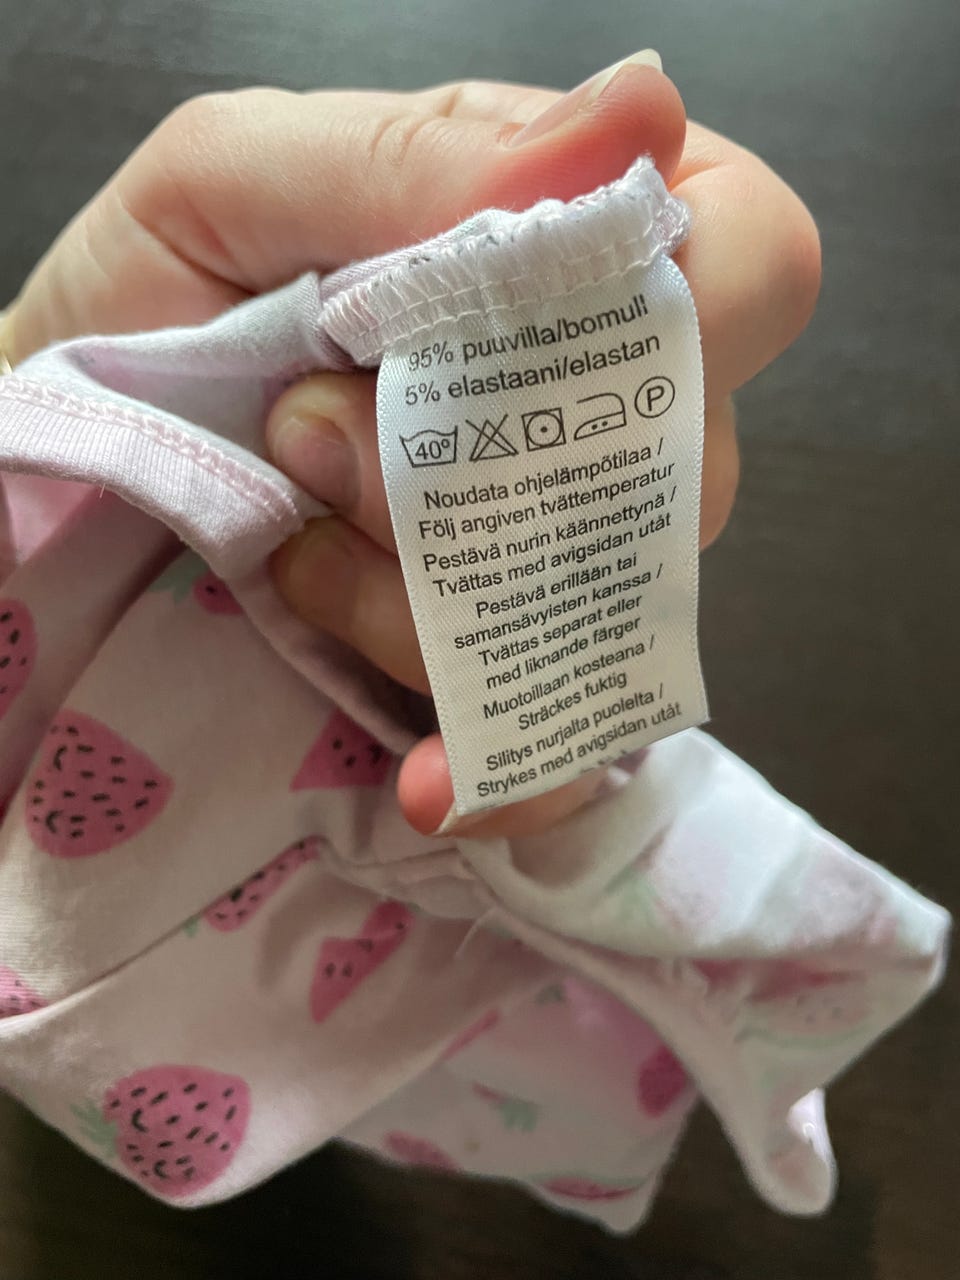 95% puuvilla/bomull
5% elastaani/elastan
40° P
Noudata ohjelämpötilaa /
Följ angiven tvättemperatur
Pestävä nurin käännettynä /
Tvättas med avigsidan utåt
Pestävä erillään tai
samansävyisten kanssa /
Tvättas separat eller
med liknande färger
Muotoillaan kosteana /
Sträckes fuktig
Silitys nurjalta puolelta /
Strykes med avigsidan utåt